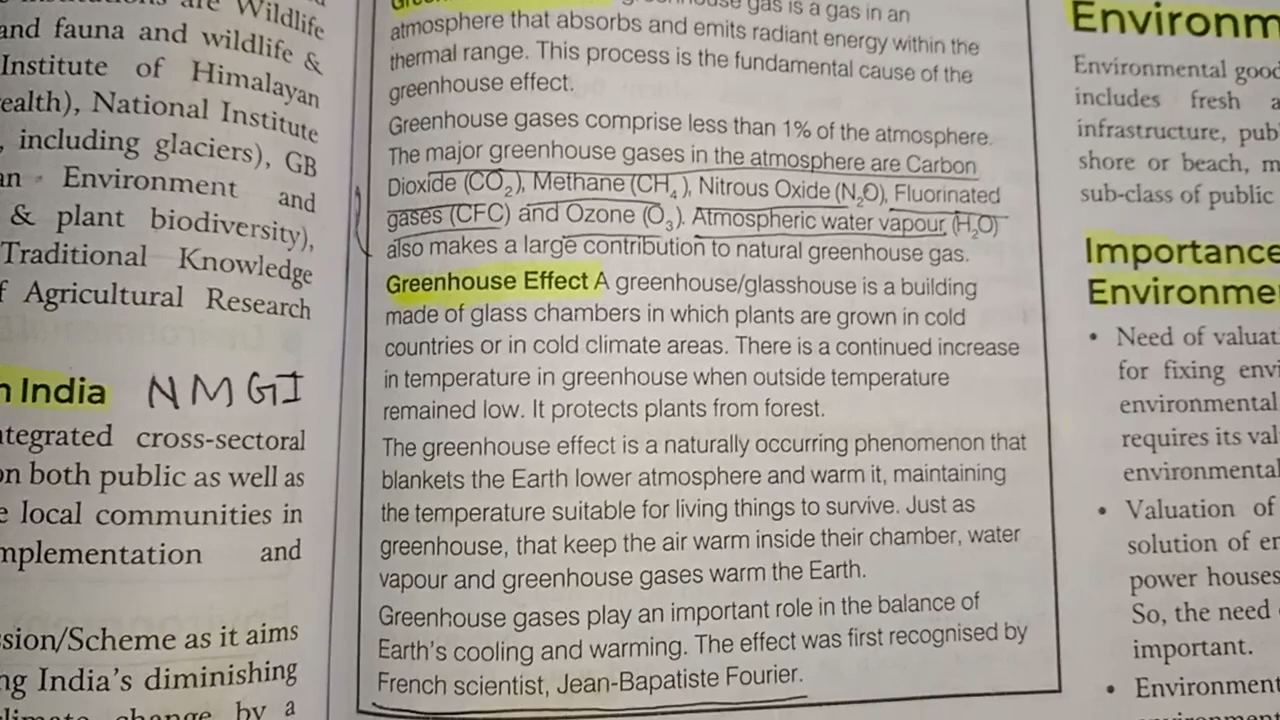 are Wildlife
and fauna and wildlife &
Institute of Himalayan
ealth), National Institute
, including glaciers), GB
an - Environment and
& plant biodiversity),
Traditional Knowledge
f Agricultural Research
n India NMGI
ntegrated cross-sectoral
on both public as well as
e local communities in
mplementation and
ssion/Scheme as it aims
ng India's diminishing
climate change by a
gas is a gas in an
atmosphere that absorbs and emits radiant energy within the
thermal range. This process is the fundamental cause of the
greenhouse effect.
Greenhouse gases comprise less than 1% of the atmosphere.
The major greenhouse gases in the atmosphere are Carbon
Dioxide (CO₂), Methane (CH₄), Nitrous Oxide (N₂O), Fluorinated
gases (CFC) and Ozone (O₃). Atmospheric water vapour (H₂O)
also makes a large contribution to natural greenhouse gas.
Greenhouse Effect A greenhouse/glasshouse is a building
made of glass chambers in which plants are grown in cold
countries or in cold climate areas. There is a continued increase
in temperature in greenhouse when outside temperature
remained low. It protects plants from forest.
The greenhouse effect is a naturally occurring phenomenon that
blankets the Earth lower atmosphere and warm it, maintaining
the temperature suitable for living things to survive. Just as
greenhouse, that keep the air warm inside their chamber, water
vapour and greenhouse gases warm the Earth.
Greenhouse gases play an important role in the balance of
Earth's cooling and warming. The effect was first recognised by
French scientist, Jean-Bapatiste Fourier.
Environm
Environmental good
includes fresh a
infrastructure, pub
shore or beach, m
sub-class of public
Importance
Environme
• Need of valuat
for fixing envi
environmental
requires its val
environmental
• Valuation of
solution of en
power houses
So, the need
important.
• Environment